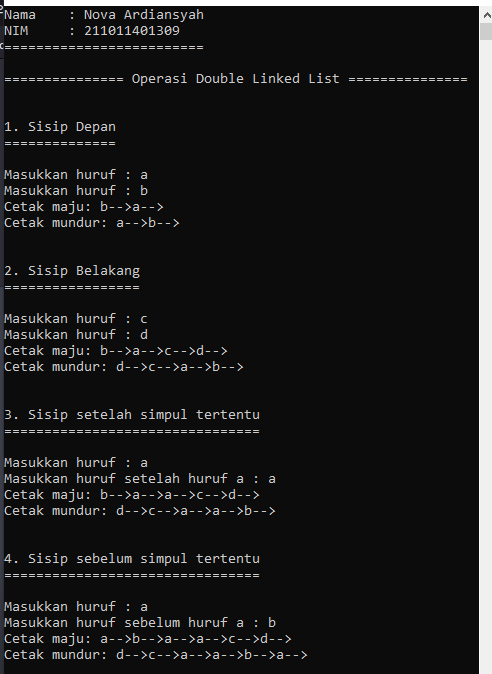 Nama     : Nova Ardiansyah
NIM      : 211011401309
=========================
=============== Operasi Double Linked List ===============
1. Sisip Depan
==============
Masukkan huruf : a
Masukkan huruf : b
Cetak maju: b-->a-->
Cetak mundur: a-->b-->
2. Sisip Belakang
=================
Masukkan huruf : c
Masukkan huruf : d
Cetak maju: b-->a-->c-->d-->
Cetak mundur: d-->c-->a-->b-->
3. Sisip setelah simpul tertentu
================================
Masukkan huruf : a
Masukkan huruf setelah huruf a : a
Cetak maju: b-->a-->a-->c-->d-->
Cetak mundur: d-->c-->a-->a-->b-->
4. Sisip sebelum simpul tertentu
================================
Masukkan huruf : a
Masukkan huruf sebelum huruf a : b
Cetak maju: a-->b-->a-->a-->c-->d-->
Cetak mundur: d-->c-->a-->a-->b-->a-->